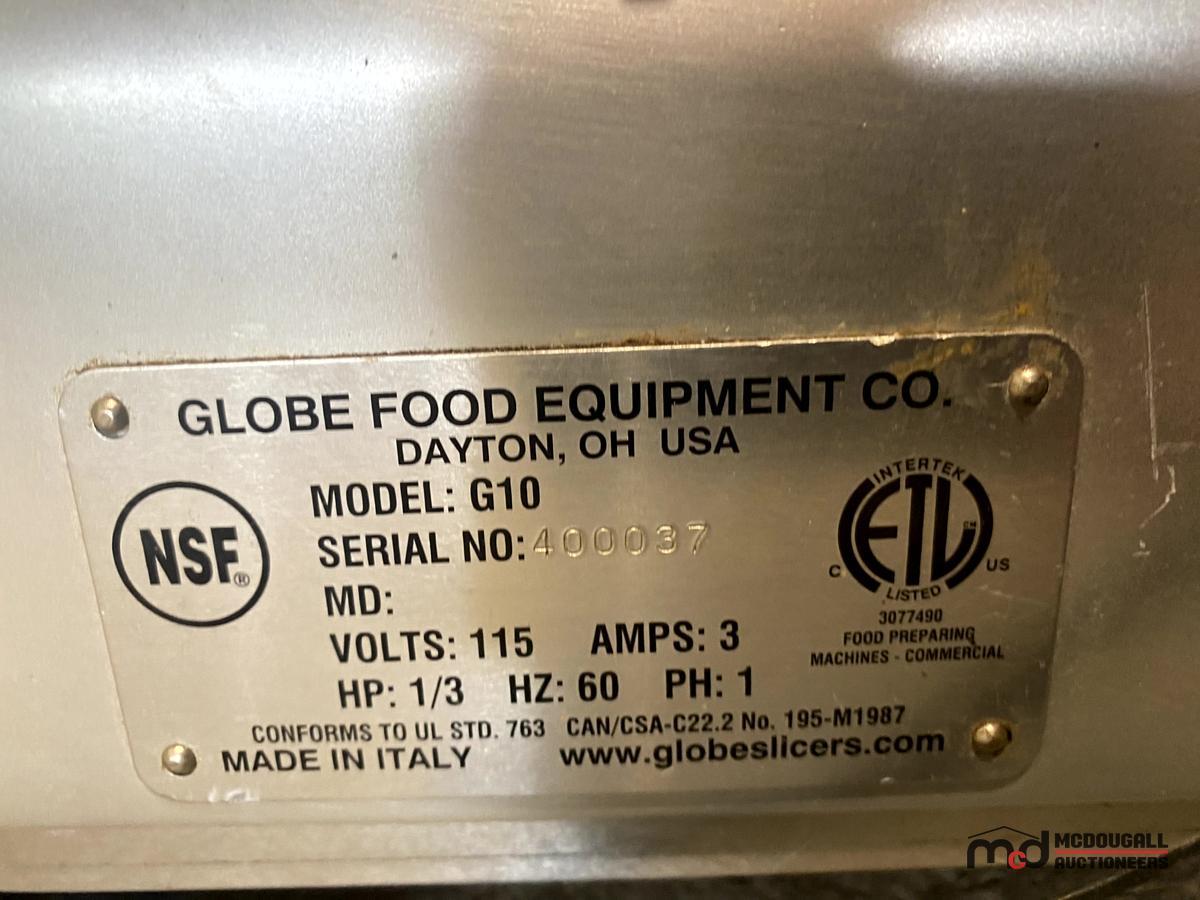 GLOBE FOOD EQUIPMENT CO.
DAYTON, OH USA
NSF®
MODEL: G10
SERIAL NO: 400037
MD:
VOLTS: 115 AMPS: 3
HP: 1/3 HZ: 60 PH: 1
INTERTEK
ETL CM
C US
LISTED
3077490
FOOD PREPARING
MACHINES - COMMERCIAL
CONFORMS TO UL STD. 763 CAN/CSA-C22.2 No. 195-M1987
MADE IN ITALY www.globeslicers.com
mcd MCDOUGALL
AUCTIONEERS